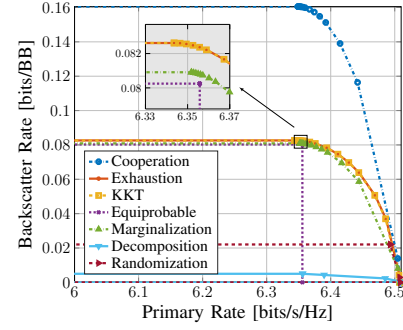 0.16
0.14
0.12
0.1
0.08
0.06
0.04
0.02
0
Backscatter Rate [bits/BB]
0.082
0.08
6.33 6.35 6.37
Cooperation
Exhaustion
KKT
Equiprobable
Marginalization
Decomposition
Randomization
6 6.1 6.2 6.3 6.4 6.5
Primary Rate [bits/s/Hz]